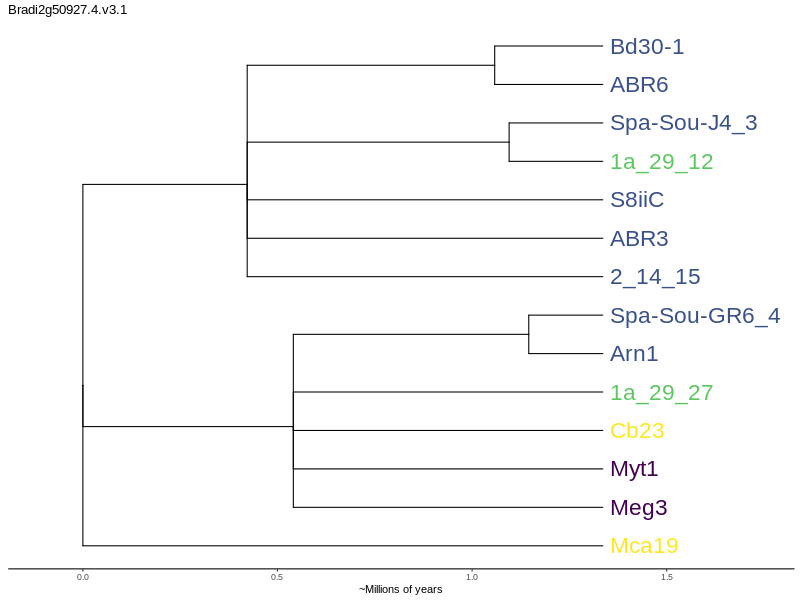 Bradi2g50927.4.v3.1
Bd30-1
ABR6
Spa-Sou-J4_3
1a_29_12
S8iiC
ABR3
2_14_15
Spa-Sou-GR6_4
Arn1
1a_29_27
Cb23
Myt1
Meg3
Mca19
0.0 0.5 1.0 1.5
~Millions of years